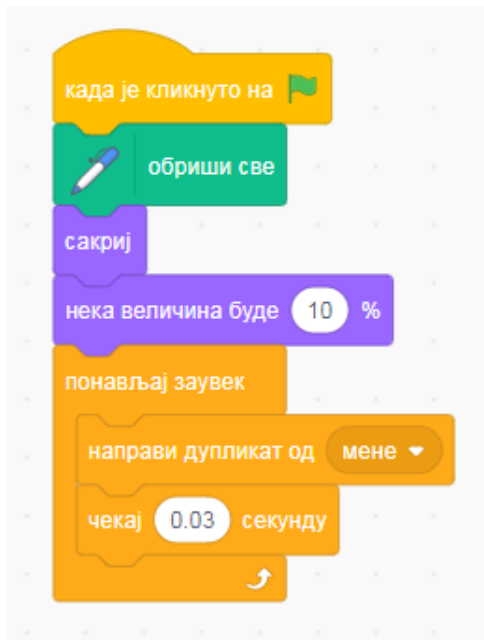 када је кликнуто на
обриши све
сакриј
нека величина буде 10 %
понављај заувек
направи дупликат од мене
чекај 0.03 секунду